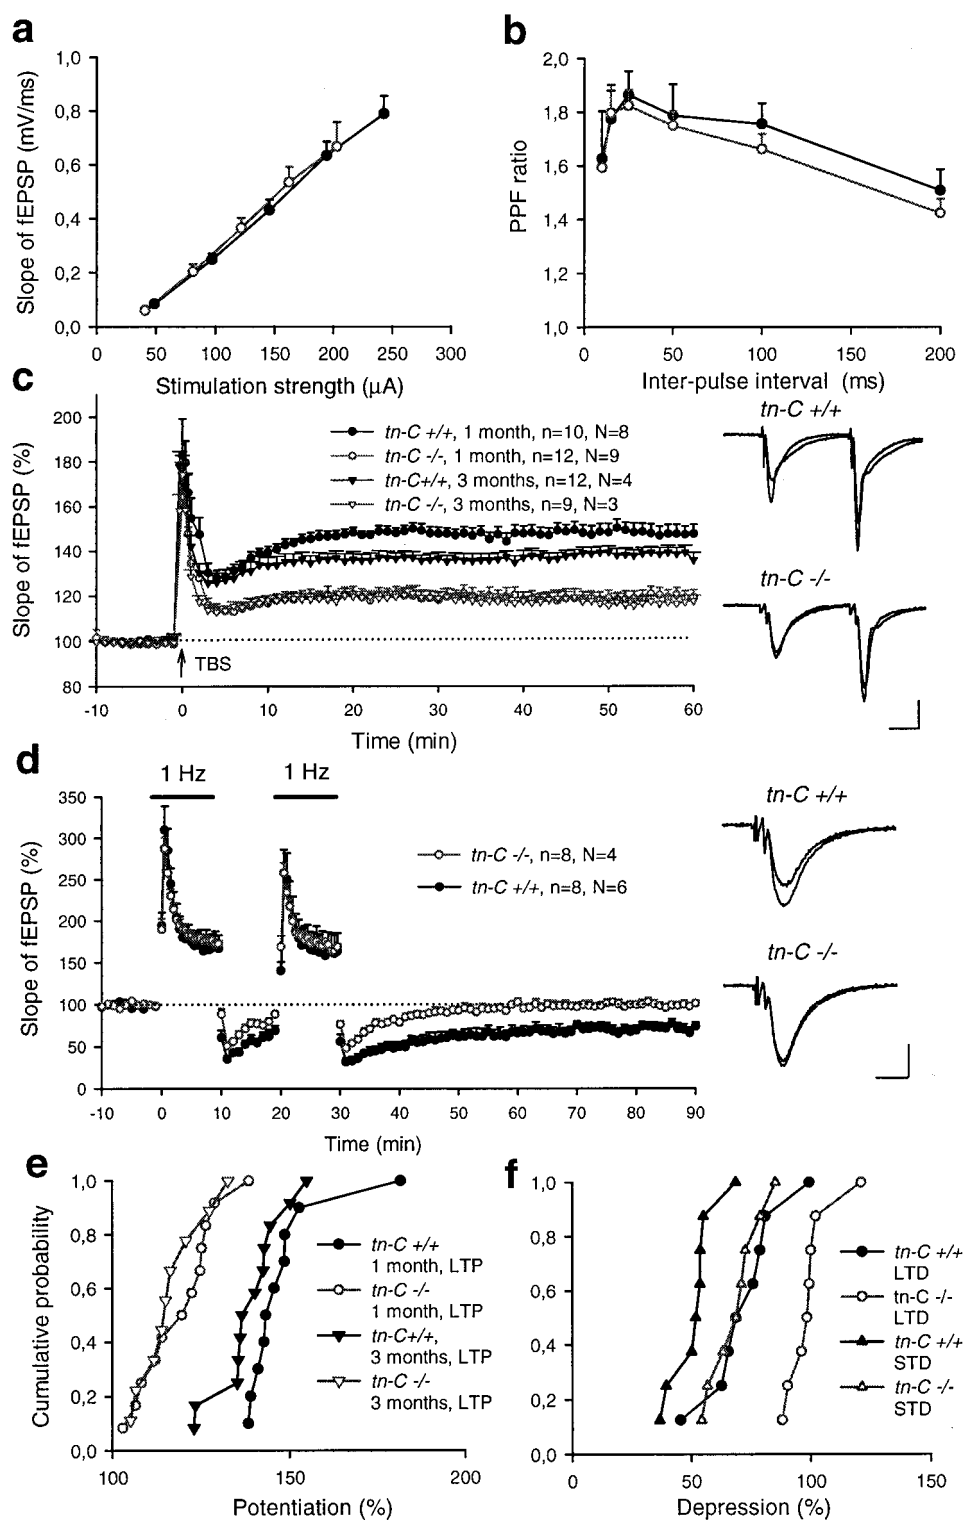 a
1,0
0,8
0,6
0,4
0,2
0,0
Slope of fEPSP (mV/ms)
0 50 100 150 200 250 300
Stimulation strength (μA)
b
2,0
1,8
1,6
1,4
1,2
1,0
PPF ratio
0 50 100 150 200
Inter-pulse interval (ms)
c
200
180
160
140
120
100
80
Slope of fEPSP (%)
tn-C +/+, 1 month, n=10, N=8
tn-C -/-, 1 month, n=12, N=9
tn-C+/+, 3 months, n=12, N=4
tn-C -/-, 3 months, n=9, N=3
TBS
-10 0 10 20 30 40 50 60
Time (min)
tn-C +/+
tn-C -/-
d
1 Hz 1 Hz
350
300
250
200
150
100
50
0
Slope of fEPSP (%)
tn-C -/-, n=8, N=4
tn-C +/+, n=8, N=6
-10 0 10 20 30 40 50 60 70 80 90
Time (min)
tn-C +/+
tn-C -/-
e
1,0
0,8
0,6
0,4
0,2
0,0
Cumulative probability
tn-C +/+
1 month, LTP
tn-C -/-
1 month, LTP
tn-C+/+,
3 months, LTP
tn-C -/-
3 months, LTP
100 150 200
Potentiation (%)
f
1,0
0,8
0,6
0,4
0,2
0,0
tn-C +/+
LTD
tn-C -/-
LTD
tn-C +/+
STD
tn-C -/-
STD
0 50 100 150
Depression (%)